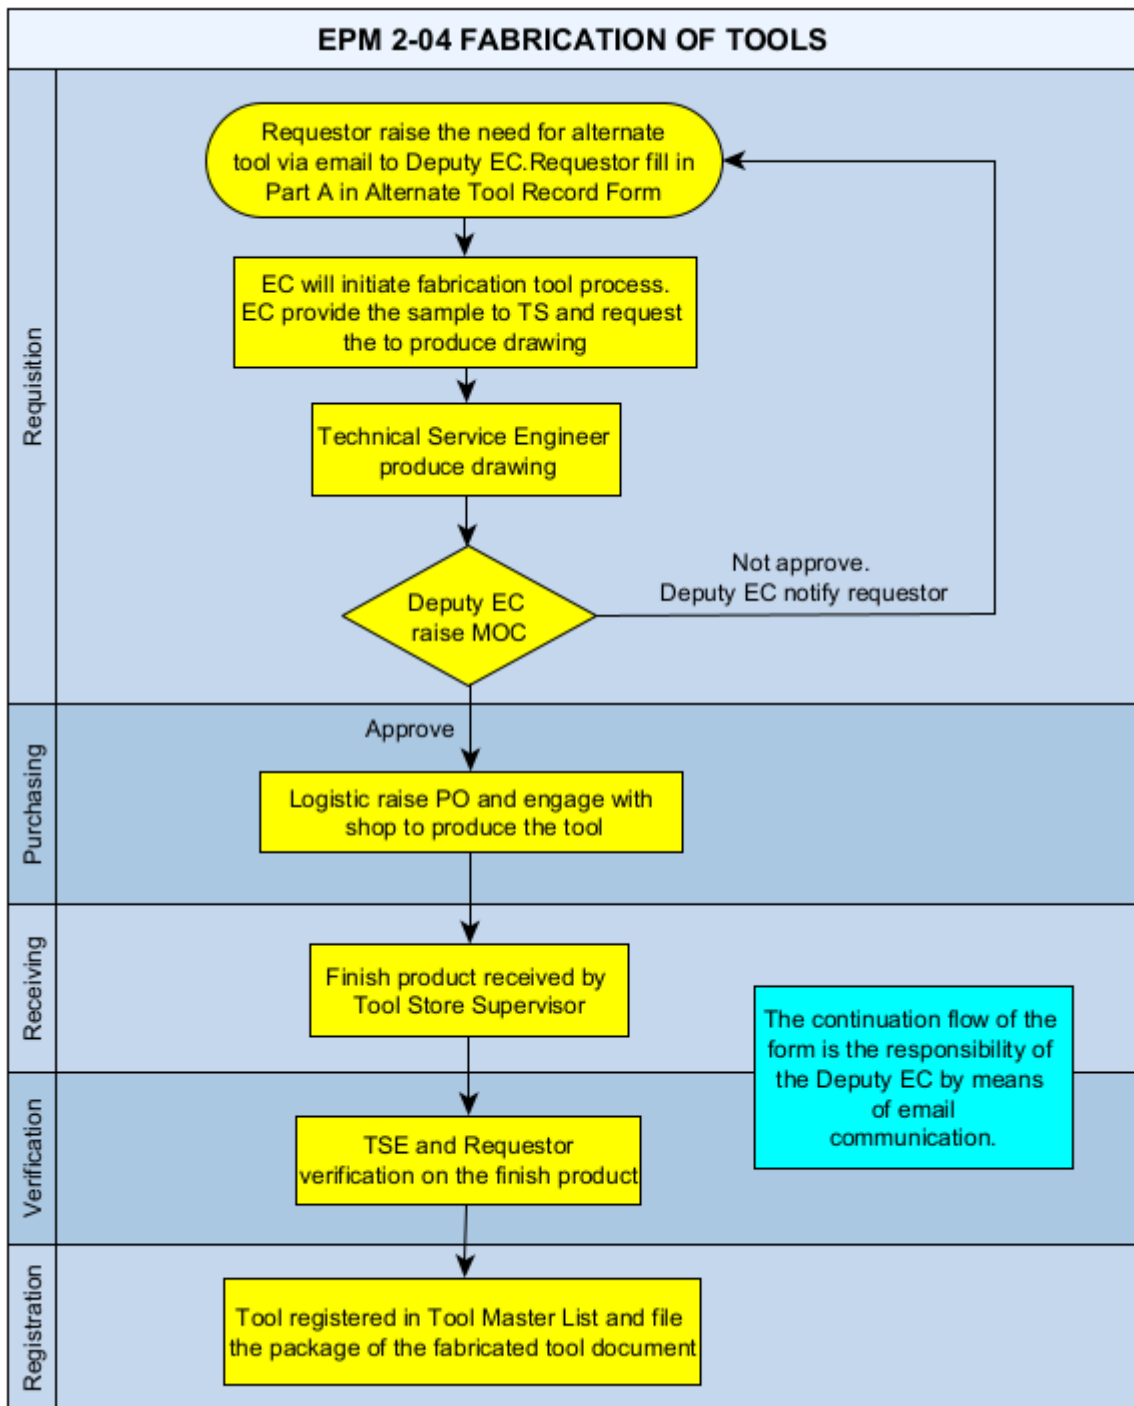 EPM 2-04 FABRICATION OF TOOLS
Requisition
Requestor raise the need for alternate
tool via email to Deputy EC.Requestor fill in
Part A in Alternate Tool Record Form
EC will initiate fabrication tool process.
EC provide the sample to TS and request
the to produce drawing
Technical Service Engineer
produce drawing
Deputy EC
raise MOC
Not approve.
Deputy EC notify requestor
Purchasing
Approve
Logistic raise PO and engage with
shop to produce the tool
Receiving
Finish product received by
Tool Store Supervisor
The continuation flow of the
form is the responsibility of
the Deputy EC by means
of email
communication.
Verification
TSE and Requestor
verification on the finish product
Registration
Tool registered in Tool Master List and file
the package of the fabricated tool document